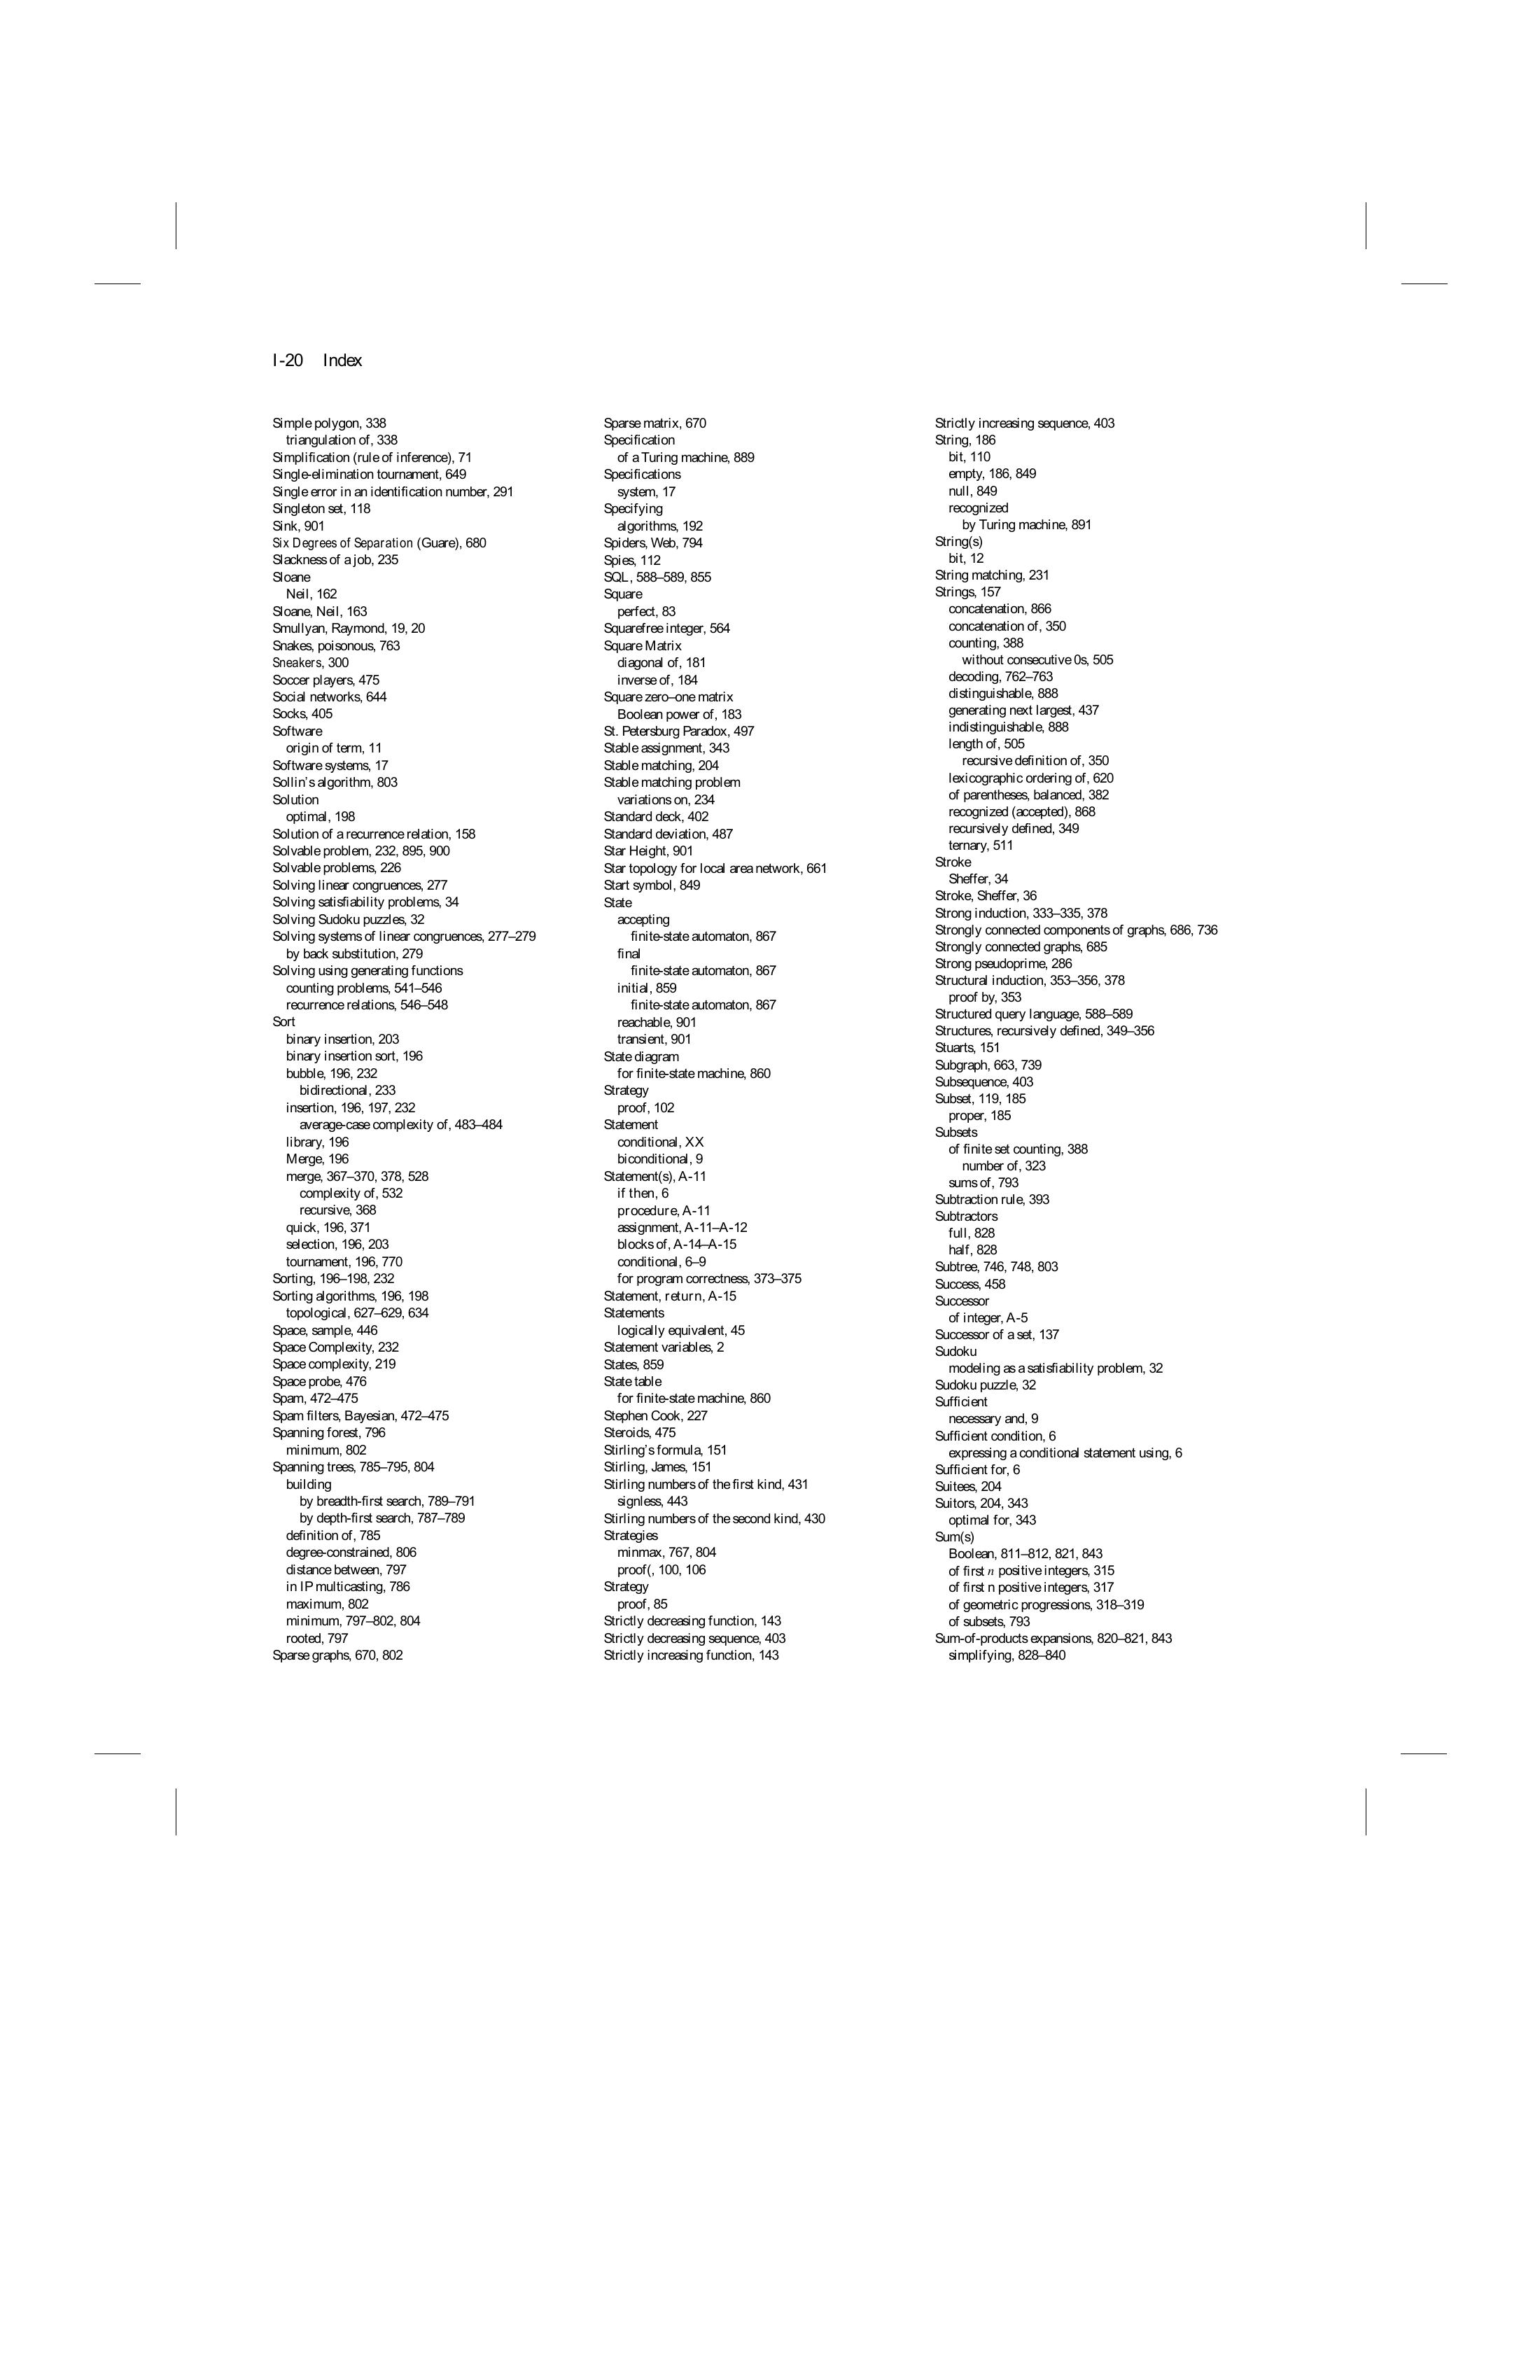 I-20 Index
Simple polygon, 338
triangulation of, 338
Simplification (rule of inference), 71
Single-elimination tournament, 649
Single error in an identification number, 291
Singleton set, 118
Sink, 901
Six Degrees of Separation (Guare), 680
Slackness of a job, 235
Sloane
Neil, 162
Sloane, Neil, 163
Smullyan, Raymond, 19, 20
Snakes, poisonous, 763
Sneakers, 300
Soccer players, 475
Social networks, 644
Socks, 405
Software
origin of term, 11
Software systems, 17
Sollin's algorithm, 803
Solution
optimal, 198
Solution of a recurrence relation, 158
Solvable problem, 232, 895, 900
Solvable problems, 226
Solving linear congruences, 277
Solving satisfiability problems, 34
Solving Sudoku puzzles, 32
Solving systems of linear congruences, 277–279
by back substitution, 279
Solving using generating functions
counting problems, 541–546
recurrence relations, 546–548
Sort
binary insertion, 203
binary insertion sort, 196
bubble, 196, 232
bidirectional, 233
insertion, 196, 197, 232
average-case complexity of, 483–484
library, 196
Merge, 196
merge, 367–370, 378, 528
complexity of, 532
recursive, 368
quick, 196, 371
selection, 196, 203
tournament, 196, 770
Sorting, 196–198, 232
Sorting algorithms, 196, 198
topological, 627–629, 634
Space, sample, 446
Space Complexity, 232
Space complexity, 219
Space probe, 476
Spam, 472–475
Spam filters, Bayesian, 472–475
Spanning forest, 796
minimum, 802
Spanning trees, 785–795, 804
building
by breadth-first search, 789–791
by depth-first search, 787–789
definition of, 785
degree-constrained, 806
distance between, 797
in IP multicasting, 786
maximum, 802
minimum, 797–802, 804
rooted, 797
Sparse graphs, 670, 802
Sparse matrix, 670
Specification
of a Turing machine, 889
Specifications
system, 17
Specifying
algorithms, 192
Spiders, Web, 794
Spies, 112
SQL, 588–589, 855
Square
perfect, 83
Squarefree integer, 564
Square Matrix
diagonal of, 181
inverse of, 184
Square zero–one matrix
Boolean power of, 183
St. Petersburg Paradox, 497
Stable assignment, 343
Stable matching, 204
Stable matching problem
variations on, 234
Standard deck, 402
Standard deviation, 487
Star Height, 901
Star topology for local area network, 661
Start symbol, 849
State
accepting
finite-state automaton, 867
final
finite-state automaton, 867
initial, 859
finite-state automaton, 867
reachable, 901
transient, 901
State diagram
for finite-state machine, 860
Strategy
proof, 102
Statement
conditional, XX
biconditional, 9
Statement(s), A-11
if then, 6
procedure, A-11
assignment, A-11–A-12
blocks of, A-14–A-15
conditional, 6–9
for program correctness, 373–375
Statement, return, A-15
Statements
logically equivalent, 45
Statement variables, 2
States, 859
State table
for finite-state machine, 860
Stephen Cook, 227
Steroids, 475
Stirling's formula, 151
Stirling, James, 151
Stirling numbers of the first kind, 431
signless, 443
Stirling numbers of the second kind, 430
Strategies
minmax, 767, 804
proof(, 100, 106
Strategy
proof, 85
Strictly decreasing function, 143
Strictly decreasing sequence, 403
Strictly increasing function, 143
Strictly increasing sequence, 403
String, 186
bit, 110
empty, 186, 849
null, 849
recognized
by Turing machine, 891
String(s)
bit, 12
String matching, 231
Strings, 157
concatenation, 866
concatenation of, 350
counting, 388
without consecutive 0s, 505
decoding, 762–763
distinguishable, 888
generating next largest, 437
indistinguishable, 888
length of, 505
recursive definition of, 350
lexicographic ordering of, 620
of parentheses, balanced, 382
recognized (accepted), 868
recursively defined, 349
ternary, 511
Stroke
Sheffer, 34
Stroke, Sheffer, 36
Strong induction, 333–335, 378
Strongly connected components of graphs, 686, 736
Strongly connected graphs, 685
Strong pseudoprime, 286
Structural induction, 353–356, 378
proof by, 353
Structured query language, 588–589
Structures, recursively defined, 349–356
Stuarts, 151
Subgraph, 663, 739
Subsequence, 403
Subset, 119, 185
proper, 185
Subsets
of finite set counting, 388
number of, 323
sums of, 793
Subtraction rule, 393
Subtractors
full, 828
half, 828
Subtree, 746, 748, 803
Success, 458
Successor
of integer, A-5
Successor of a set, 137
Sudoku
modeling as a satisfiability problem, 32
Sudoku puzzle, 32
Sufficient
necessary and, 9
Sufficient condition, 6
expressing a conditional statement using, 6
Sufficient for, 6
Suitees, 204
Suitors, 204, 343
optimal for, 343
Sum(s)
Boolean, 811–812, 821, 843
of first n positive integers, 315
of first n positive integers, 317
of geometric progressions, 318–319
of subsets, 793
Sum-of-products expansions, 820–821, 843
simplifying, 828–840